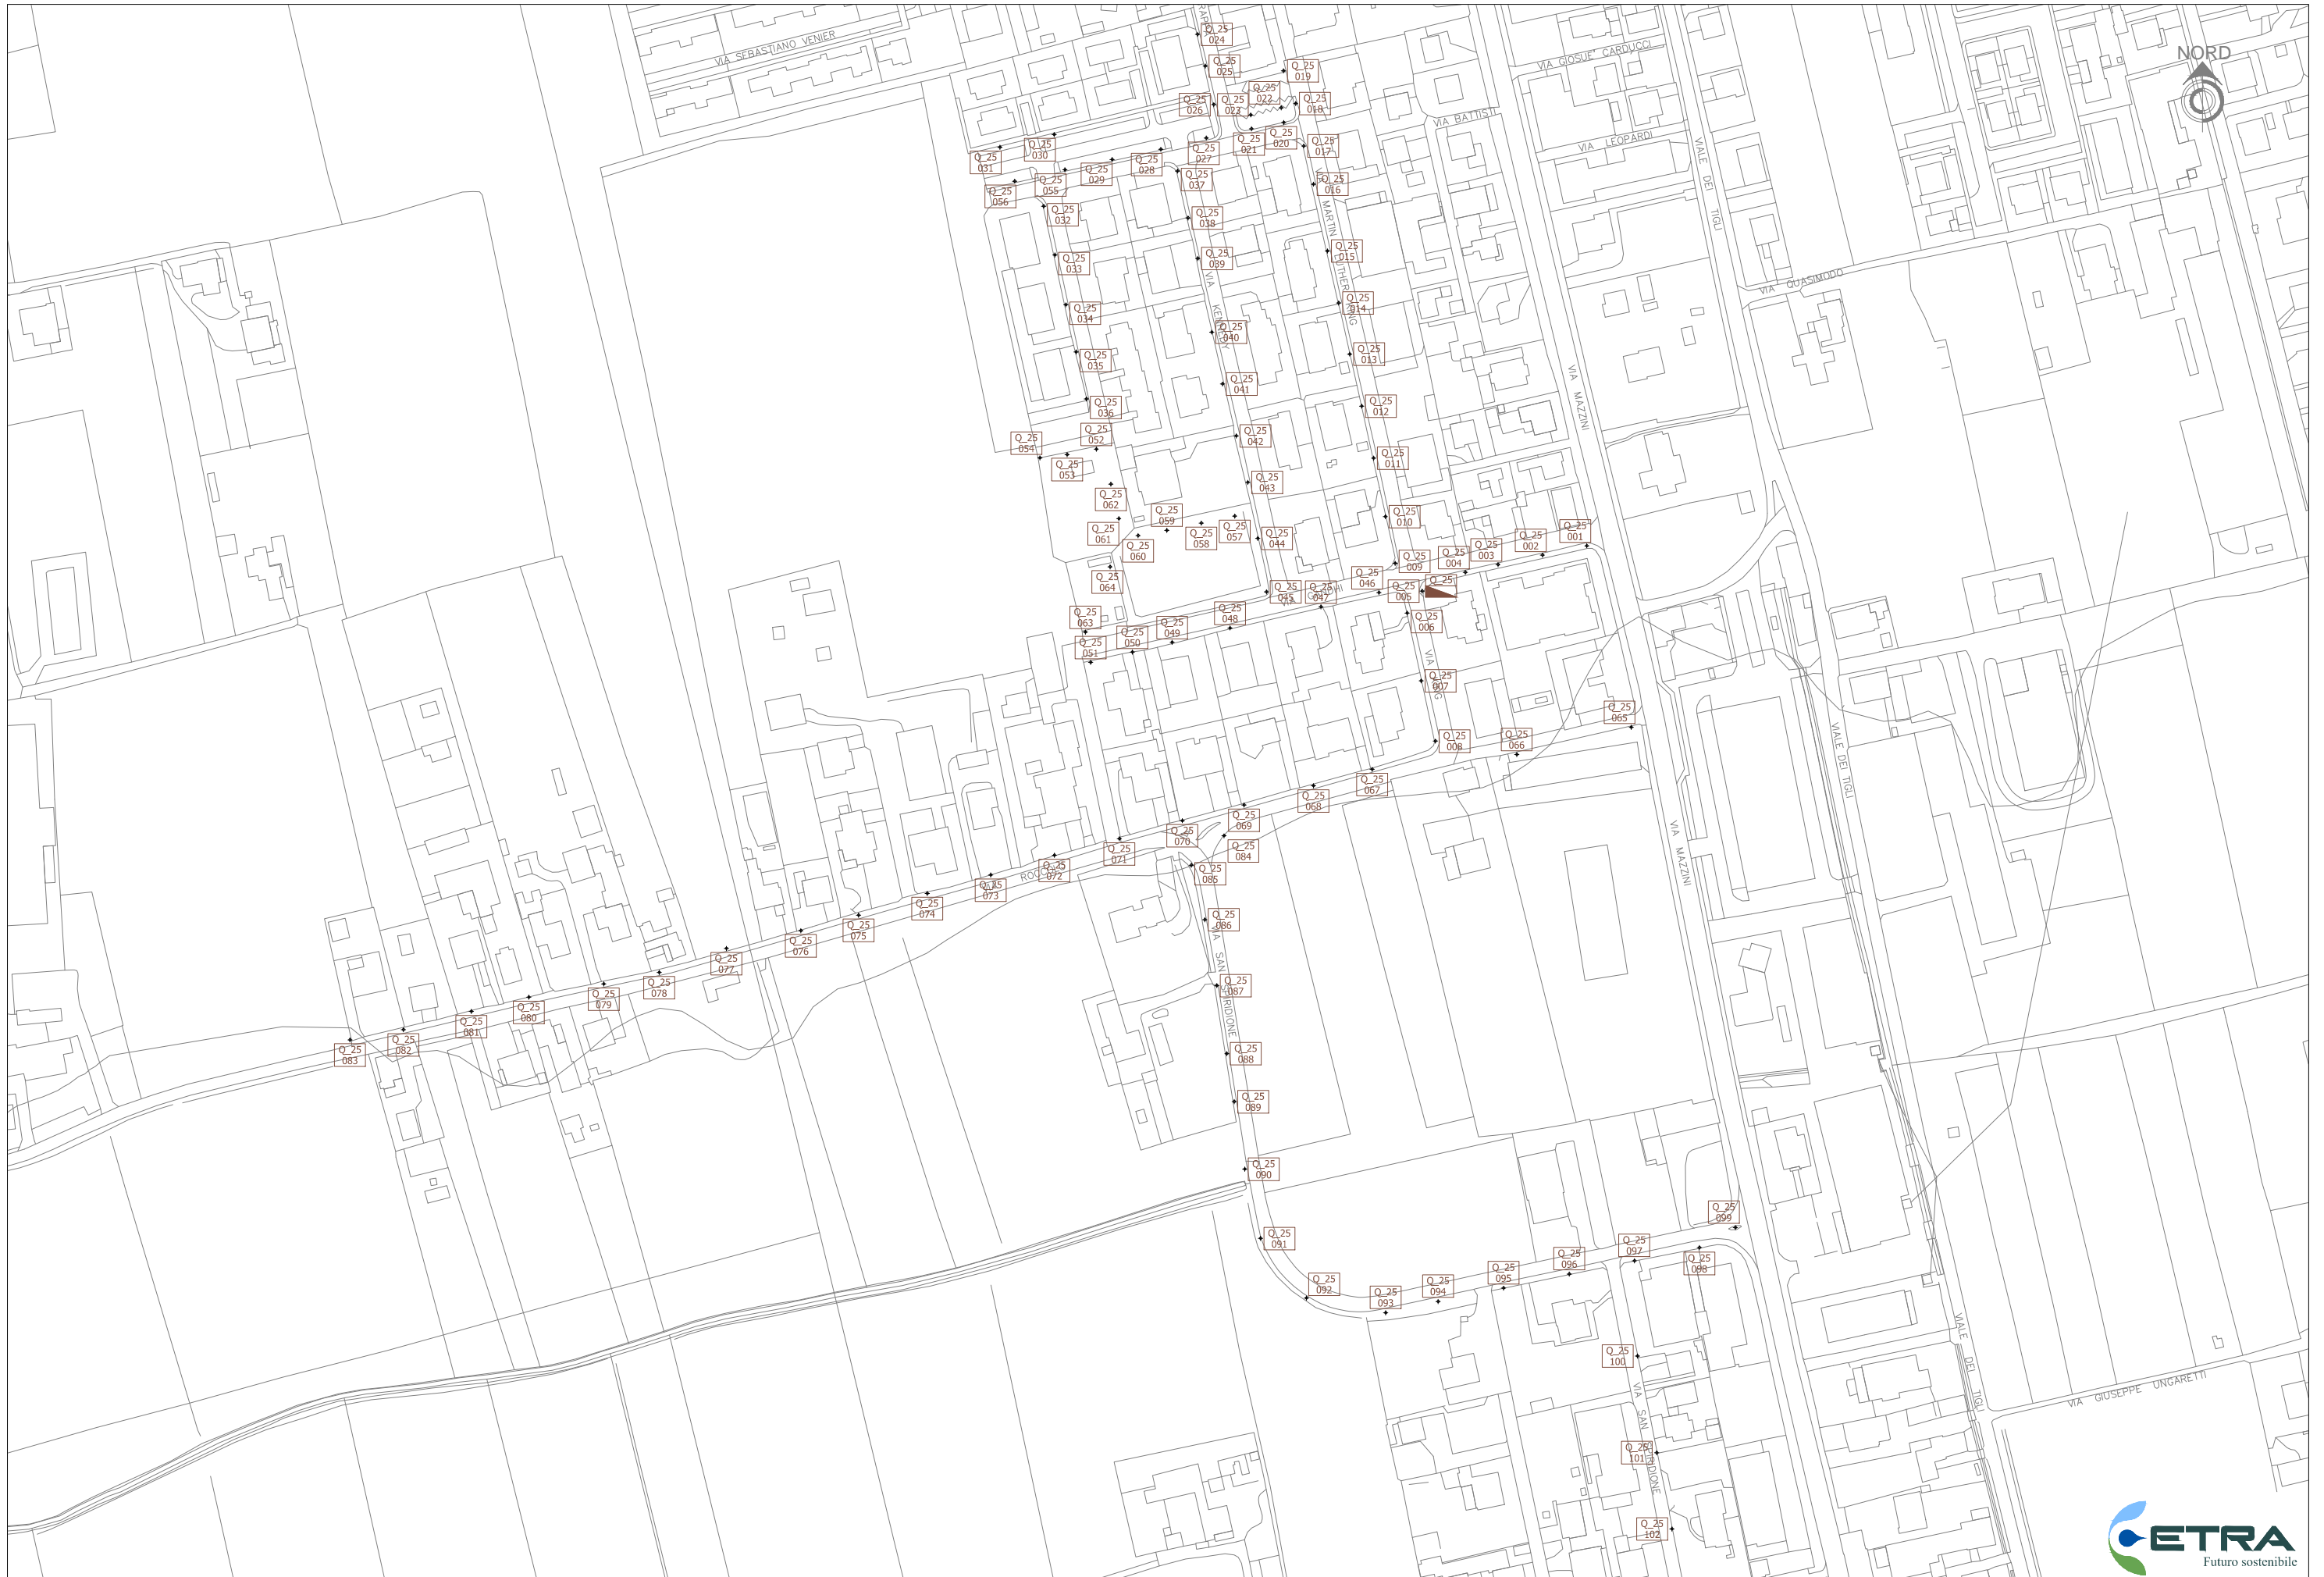 VIA SEBASTIANO VENIER
Q_25
024
Q_25
025
Q_25
019
Q_25
022
Q_25
026
Q_25
023
Q_25
018
VIA GIOSUE' CARDUCCI
NORD
VIA BATTISTI
VIA LEOPARDI
VIALE DEI TIGLI
Q_25
031
Q_25
030
Q_25
027
Q_25
021
Q_25
020
Q_25
017
Q_25
056
Q_25
055
Q_25
029
Q_25
028
Q_25
037
Q_25
016
Q_25
032
Q_25
038
MARTIN
Q_25
033
Q_25
039
Q_25
015
VIA QUASIMODO
Q_25
034
VIA
Q_25
040
Q_25
014
Q_25
035
Q_25
041
Q_25
013
VIA MAZZINI
Q_25
036
Q_25
012
Q_25
054
Q_25
052
Q_25
042
Q_25
053
Q_25
043
Q_25
011
Q_25
062
Q_25
061
Q_25
059
Q_25
058
Q_25
057
Q_25
044
Q_25
010
Q_25
060
Q_25
004
Q_25
003
Q_25
002
Q_25
001
Q_25
064
Q_25
045
Q_25
047
Q_25
046
Q_25
009
Q_25
005
Q_25
Q_25
063
Q_25
051
Q_25
050
Q_25
049
Q_25
048
Q_25
006
VIA
Q_25
007
Q_25
008
Q_25
066
Q_25
065
VIALE DEI TIGLI
Q_25
067
Q_25
068
Q_25
069
Q_25
070
Q_25
071
Q_25
072
Q_25
073
Q_25
074
Q_25
075
Q_25
076
Q_25
077
Q_25
078
Q_25
079
Q_25
080
Q_25
081
Q_25
082
Q_25
083
Q_25
084
Q_25
085
Q_25
086
VIA MAZZINI
SAN
Q_25
087
Q_25
088
Q_25
089
Q_25
090
Q_25
091
Q_25
092
Q_25
093
Q_25
094
Q_25
095
Q_25
096
Q_25
097
Q_25
098
Q_25
099
Q_25
100
VIA SAN
Q_25
101
Q_25
102
VIALE DEI TIGLI
VIA GIUSEPPE UNGARETTI
ETRA
Futuro sostenibile